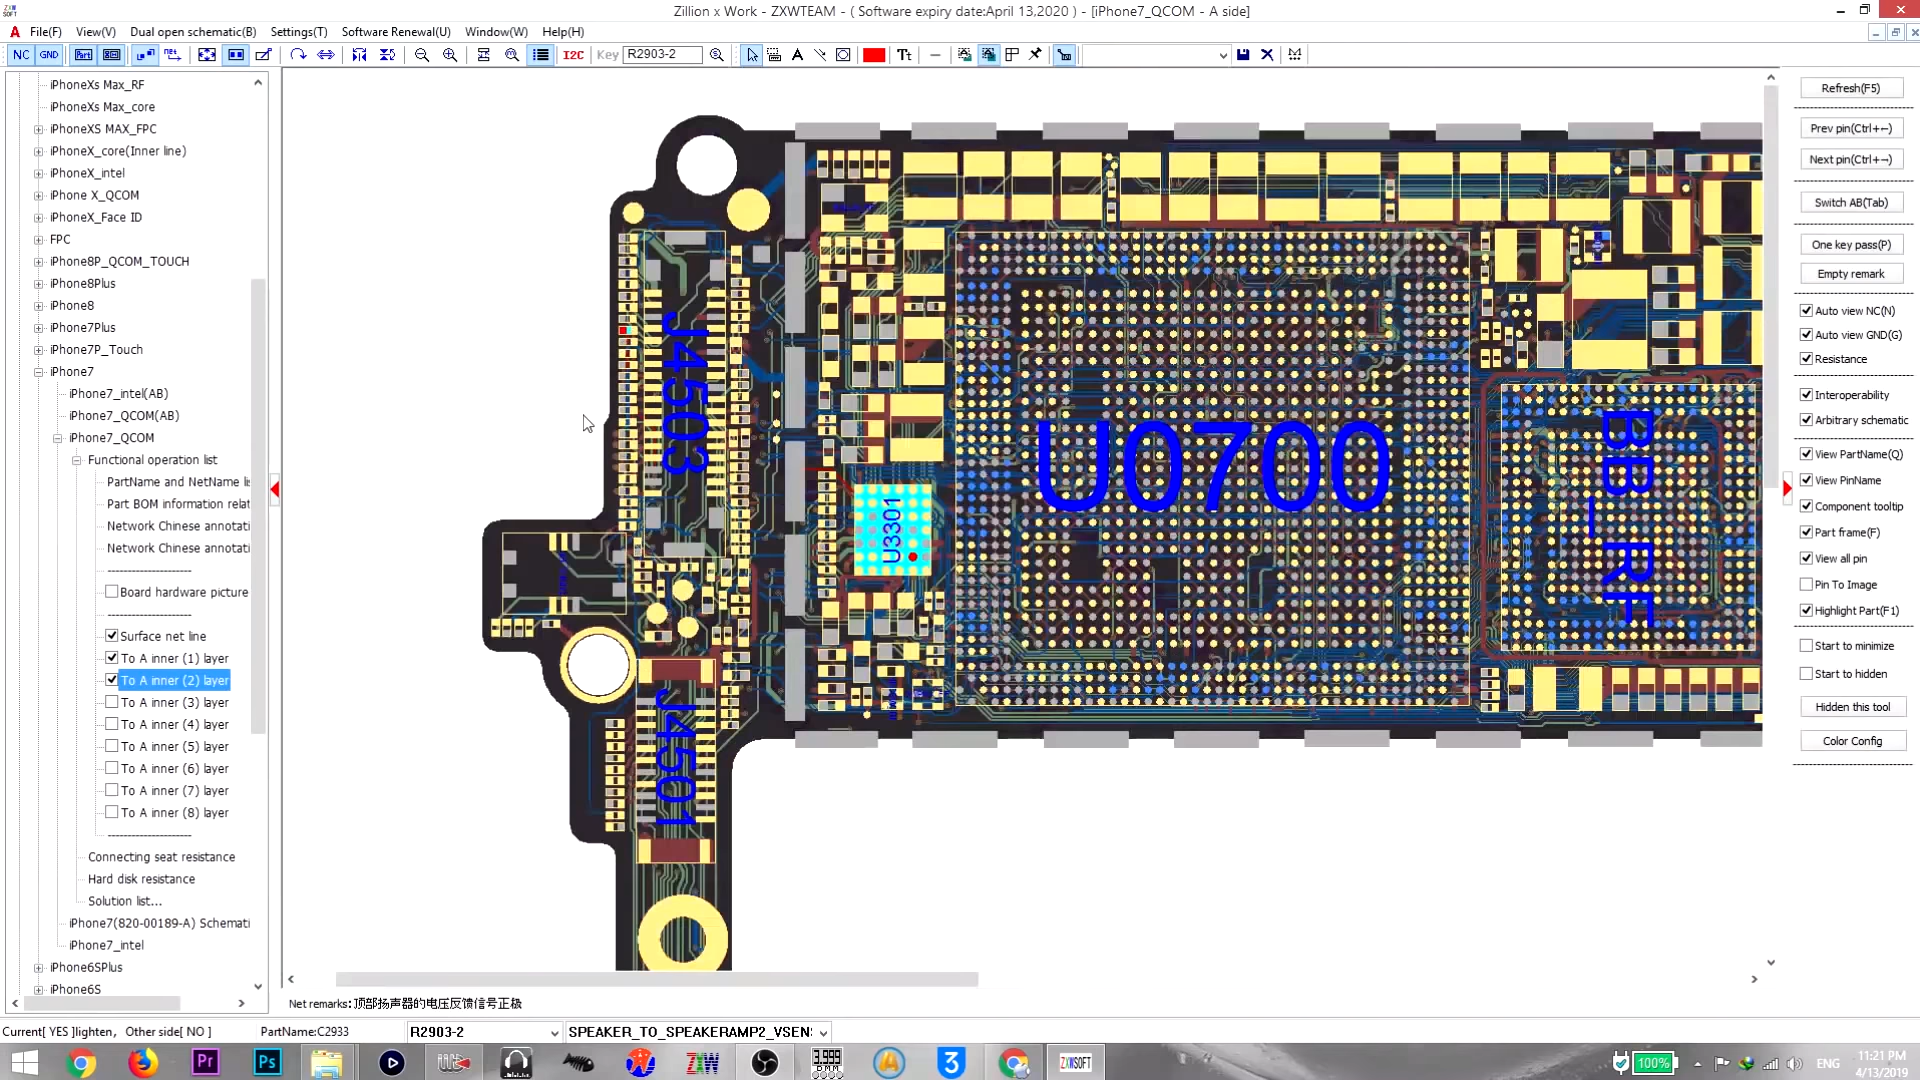 Zillion x Work - ZXWTEAM - ( Software expiry date:April 13,2020 ) - [iPhone7_QCOM - A side]
File(F) View(V) Dual open schematic(B) Settings(T) Software Renewal(U) Window(W) Help(H)
NC GND Part net I2C Key R2903-2 A Tt
iPhoneXs Max_RF
iPhoneXs Max_core
iPhoneXS MAX_FPC
iPhoneX_core(Inner line)
iPhoneX_intel
iPhone X_QCOM
iPhoneX_Face ID
FPC
iPhone8P_QCOM_TOUCH
iPhone8Plus
iPhone8
iPhone7Plus
iPhone7P_Touch
iPhone7
iPhone7_intel(AB)
iPhone7_QCOM(AB)
iPhone7_QCOM
Functional operation list
PartName and NetName li
Part BOM information relat
Network Chinese annotati
Network Chinese annotati
Board hardware picture
Surface net line
To A inner (1) layer
To A inner (2) layer
To A inner (3) layer
To A inner (4) layer
To A inner (5) layer
To A inner (6) layer
To A inner (7) layer
To A inner (8) layer
Connecting seat resistance
Hard disk resistance
Solution list...
iPhone7(820-00189-A) Schemati
iPhone7_intel
iPhone6SPlus
iPhone6S
J4503
U0700
BB_RF
U3301
J4501
Refresh(F5)
Prev pin(Ctrl+←)
Next pin(Ctrl+→)
Switch AB(Tab)
One key pass(P)
Empty remark
Auto view NC(N)
Auto view GND(G)
Resistance
Interoperability
Arbitrary schematic
View PartName(Q)
View PinName
Component tooltip
Part frame(F)
View all pin
Pin To Image
Highlight Part(F1)
Start to minimize
Start to hidden
Hidden this tool
Color Config
Net remarks:顶部扬声器的电压反馈信号正极
Current[ YES ]lighten, Other side[ NO ] PartName:C2933 R2903-2 SPEAKER_TO_SPEAKERAMP2_VSEN
Pr Ps ZXW 3.999 DMM 3 ZXWSOFT 100% ENG 11:21 PM
4/13/2019